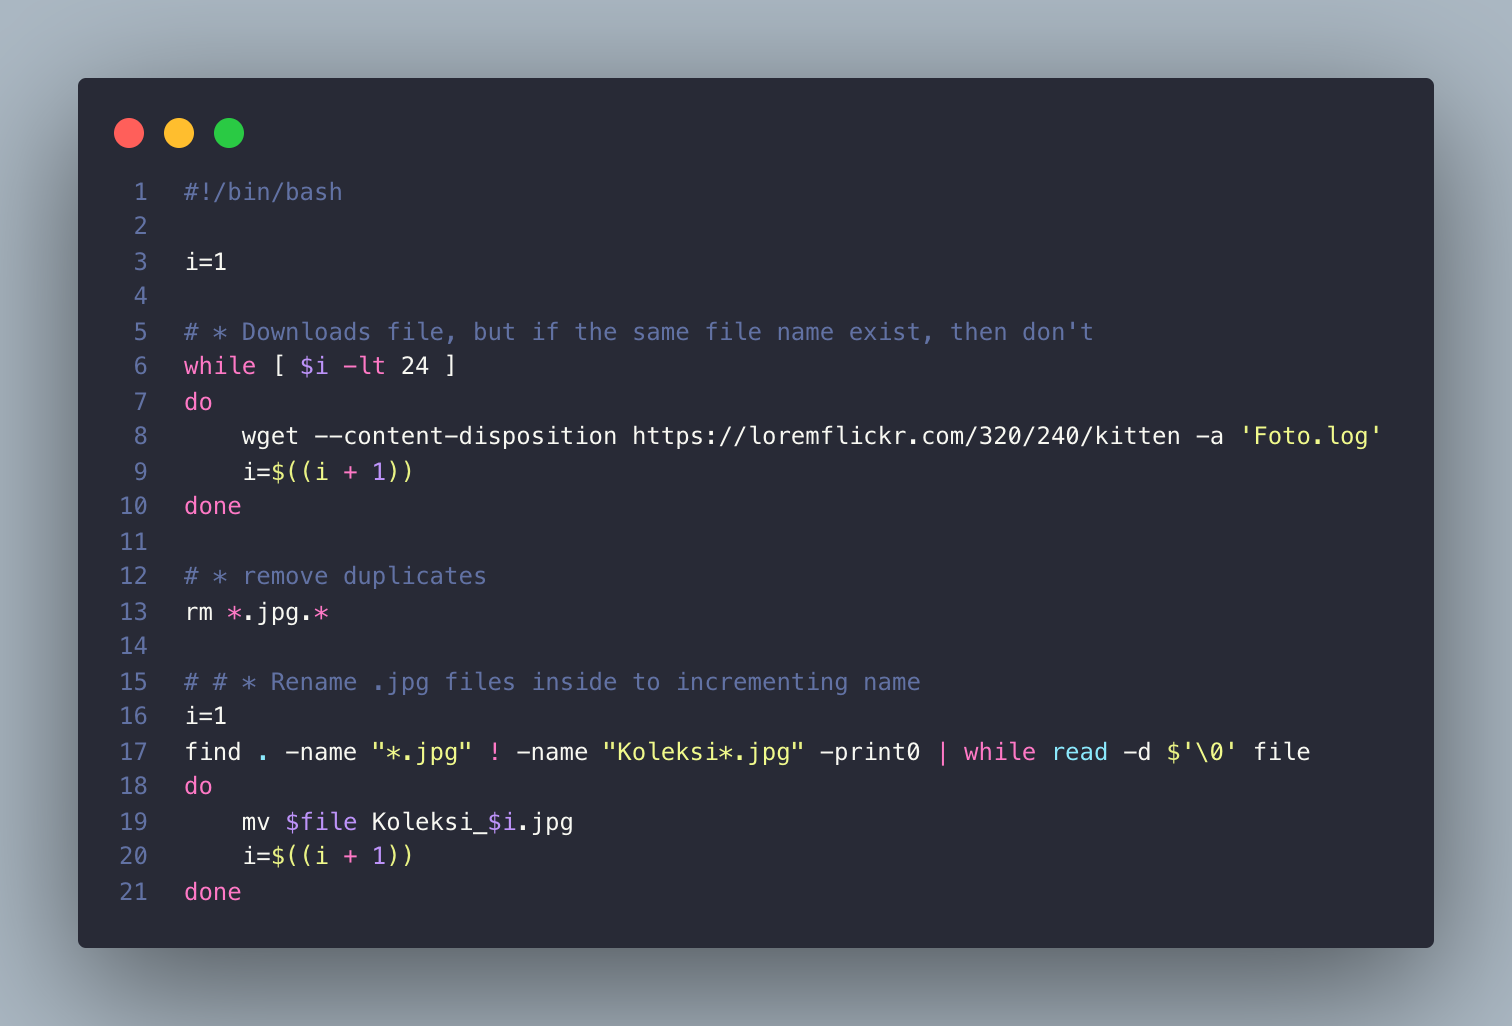 1 #!/bin/bash
2
3 i=1
4
5 # * Downloads file, but if the same file name exist, then don't
6 while [ $i -lt 24 ]
7 do
8     wget --content-disposition https://loremflickr.com/320/240/kitten -a 'Foto.log'
9     i=$((i + 1))
10 done
11
12 # * remove duplicates
13 rm *.jpg.*
14
15 # # * Rename .jpg files inside to incrementing name
16 i=1
17 find . -name "*.jpg" ! -name "Koleksi*.jpg" -print0 | while read -d $'\0' file
18 do
19     mv $file Koleksi_$i.jpg
20     i=$((i + 1))
21 done